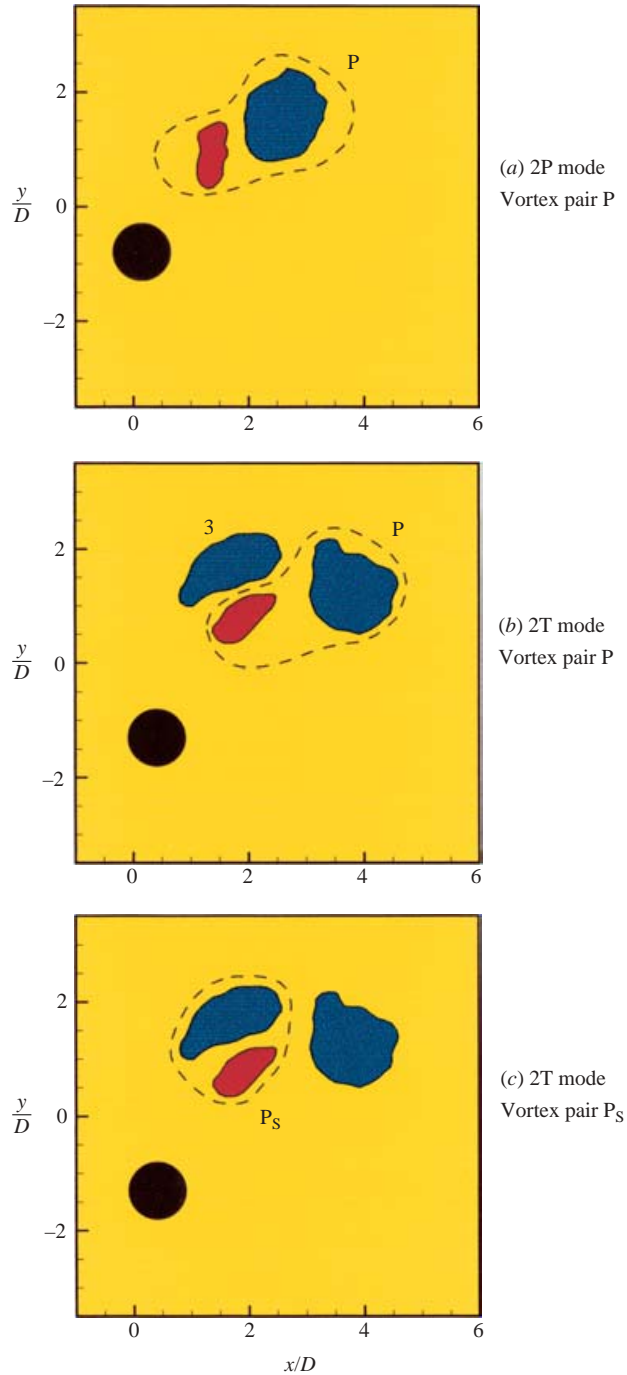 P
2
0
–2
y/D
0 2 4 6
(a) 2P mode
Vortex pair P
3
P
2
0
–2
y/D
0 2 4 6
(b) 2T mode
Vortex pair P
2
0
–2
y/D
P_S
0 2 4 6
x/D
(c) 2T mode
Vortex pair P_S